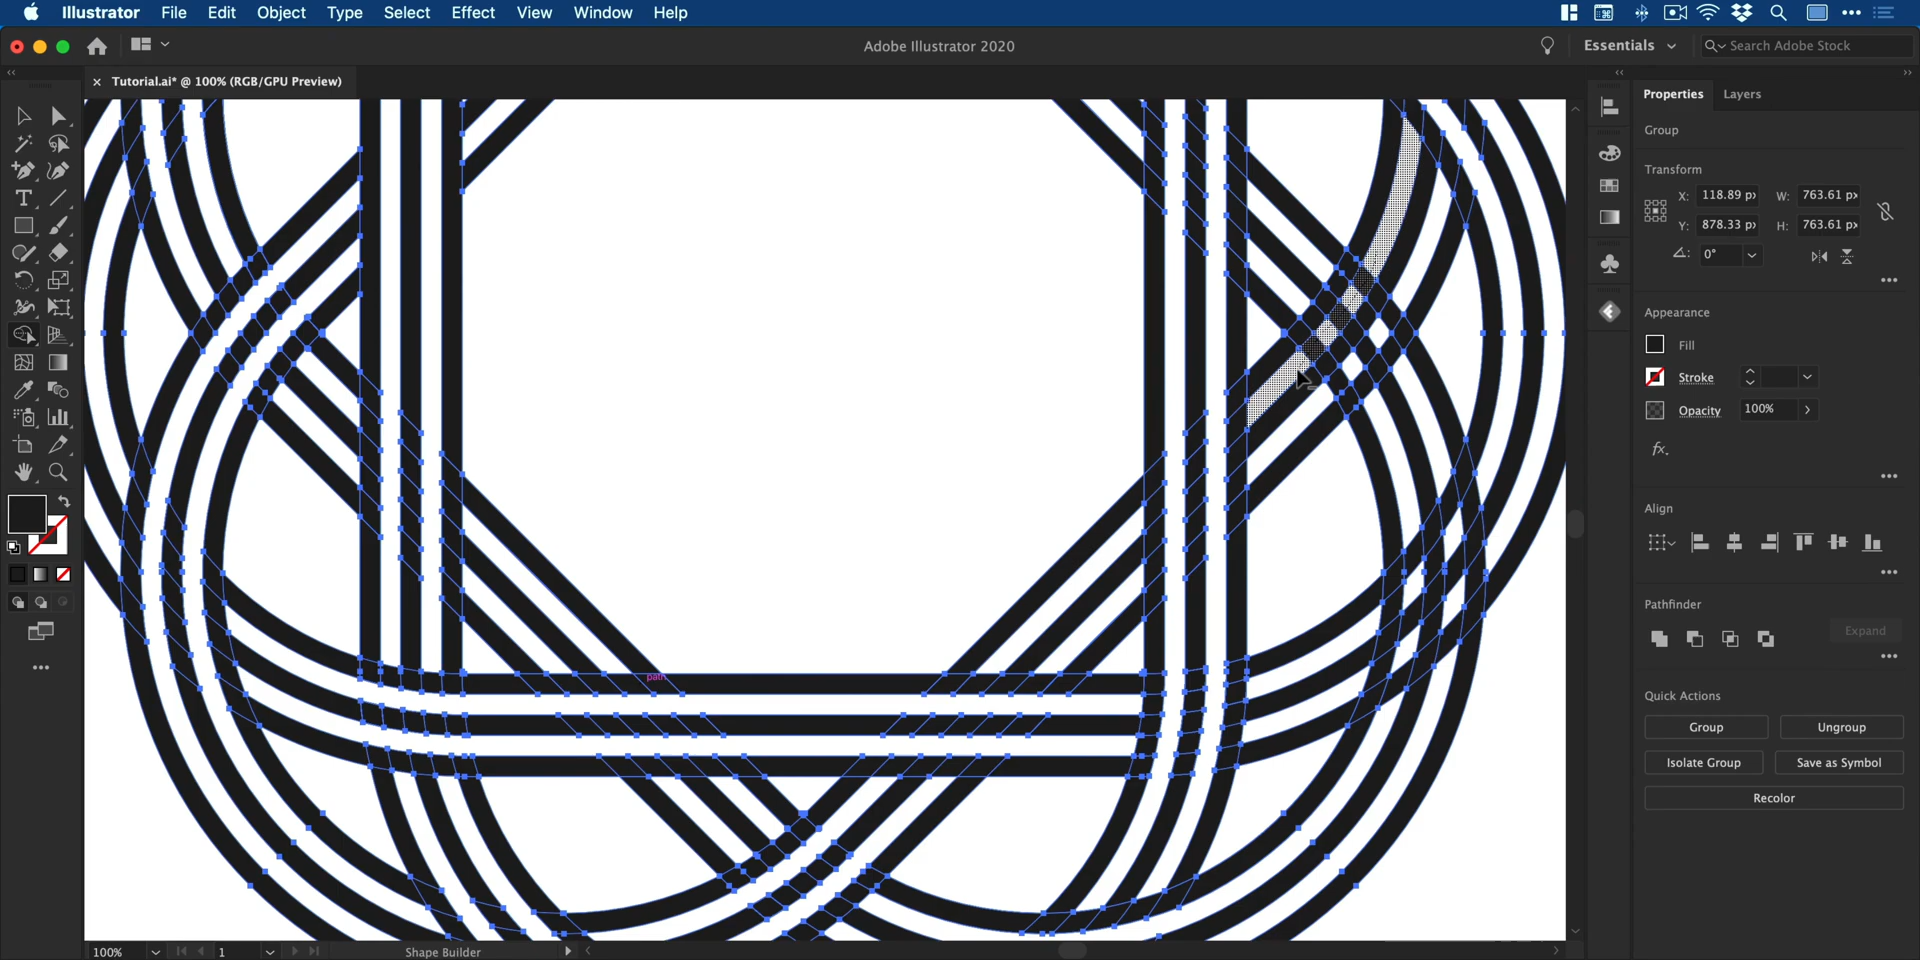 Illustrator File Edit Object Type Select Effect View Window Help
Adobe Illustrator 2020
Essentials
Search Adobe Stock
Tutorial.ai* @ 100% (RGB/GPU Preview)
Properties
Layers
Group
Transform
X: 118.89 px
W: 763.61 px
Y: 878.33 px
H: 763.61 px
0°
Appearance
Fill
Stroke
Opacity
100%
fx.
Align
Pathfinder
Expand
Quick Actions
Group
Ungroup
Isolate Group
Save as Symbol
Recolor
path
100%
1
Shape Builder